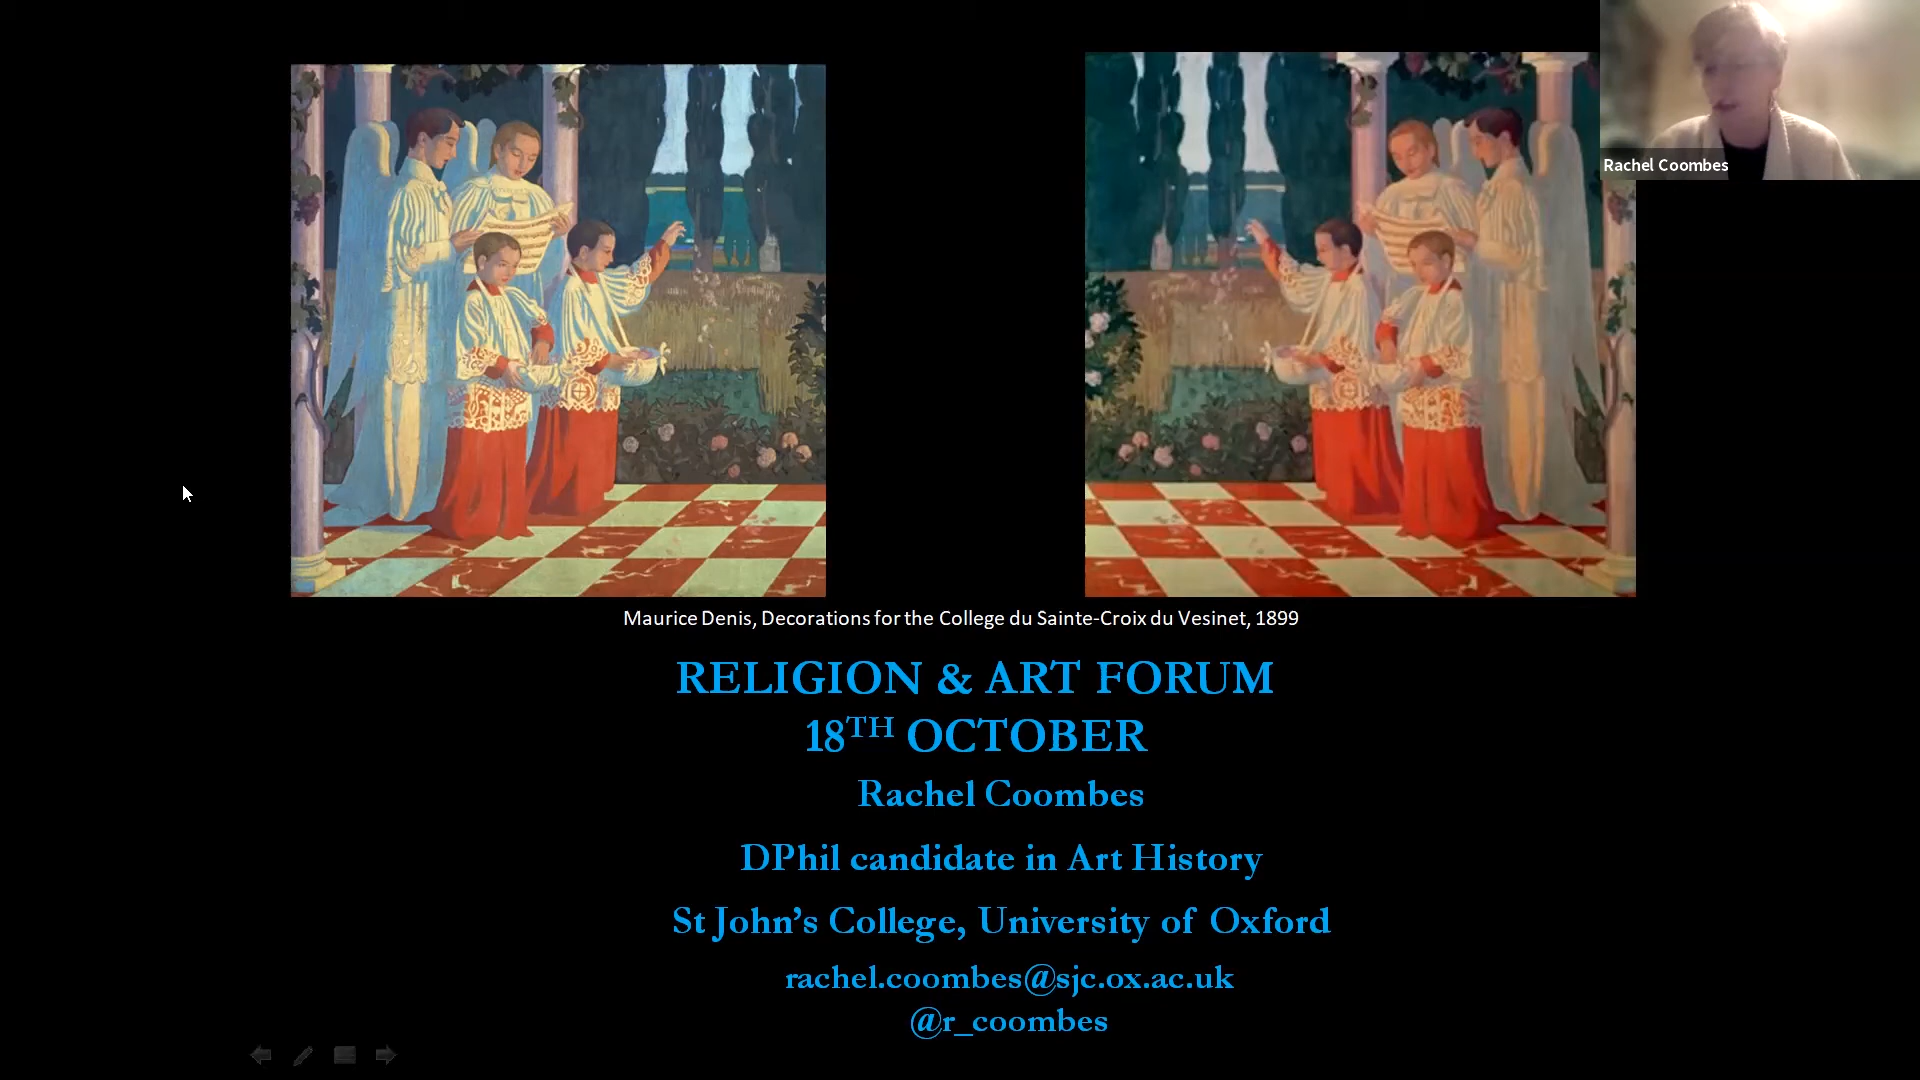 Rachel Coombes
Maurice Denis, Decorations for the College du Sainte-Croix du Vesinet, 1899
RELIGION & ART FORUM
18TH OCTOBER
Rachel Coombes
DPhil candidate in Art History
St John’s College, University of Oxford
rachel.coombes@sjc.ox.ac.uk
@r_coombes